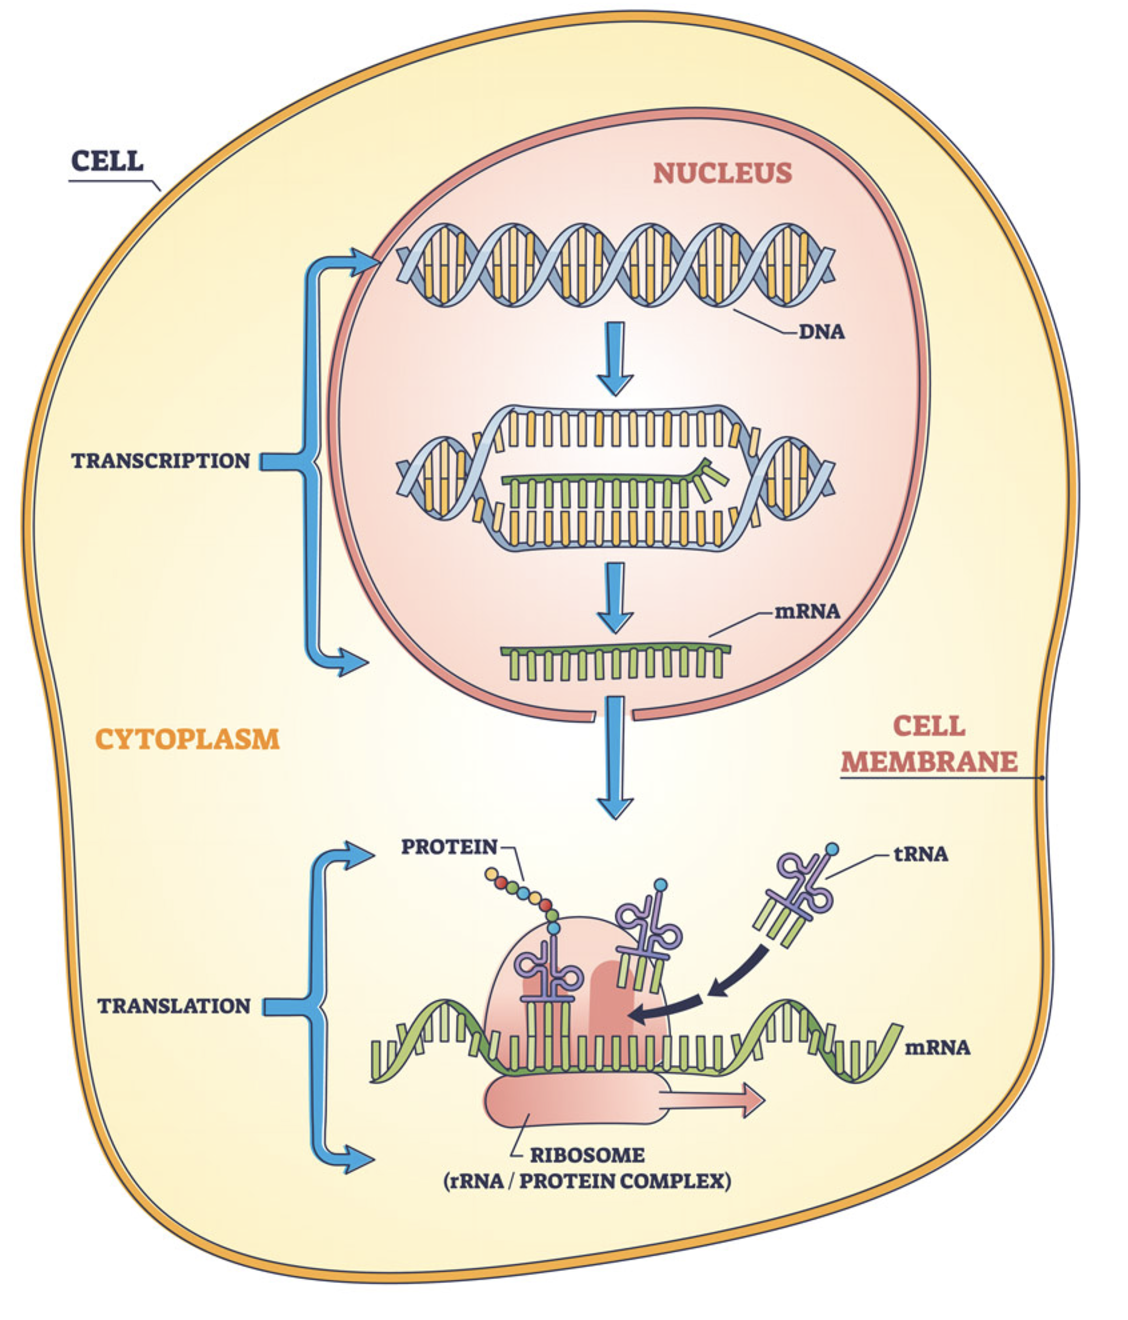 CELL
NUCLEUS
DNA
TRANSCRIPTION
mRNA
CYTOPLASM
CELL
MEMBRANE
PROTEIN
tRNA
TRANSLATION
mRNA
RIBOSOME
(rRNA / PROTEIN COMPLEX)